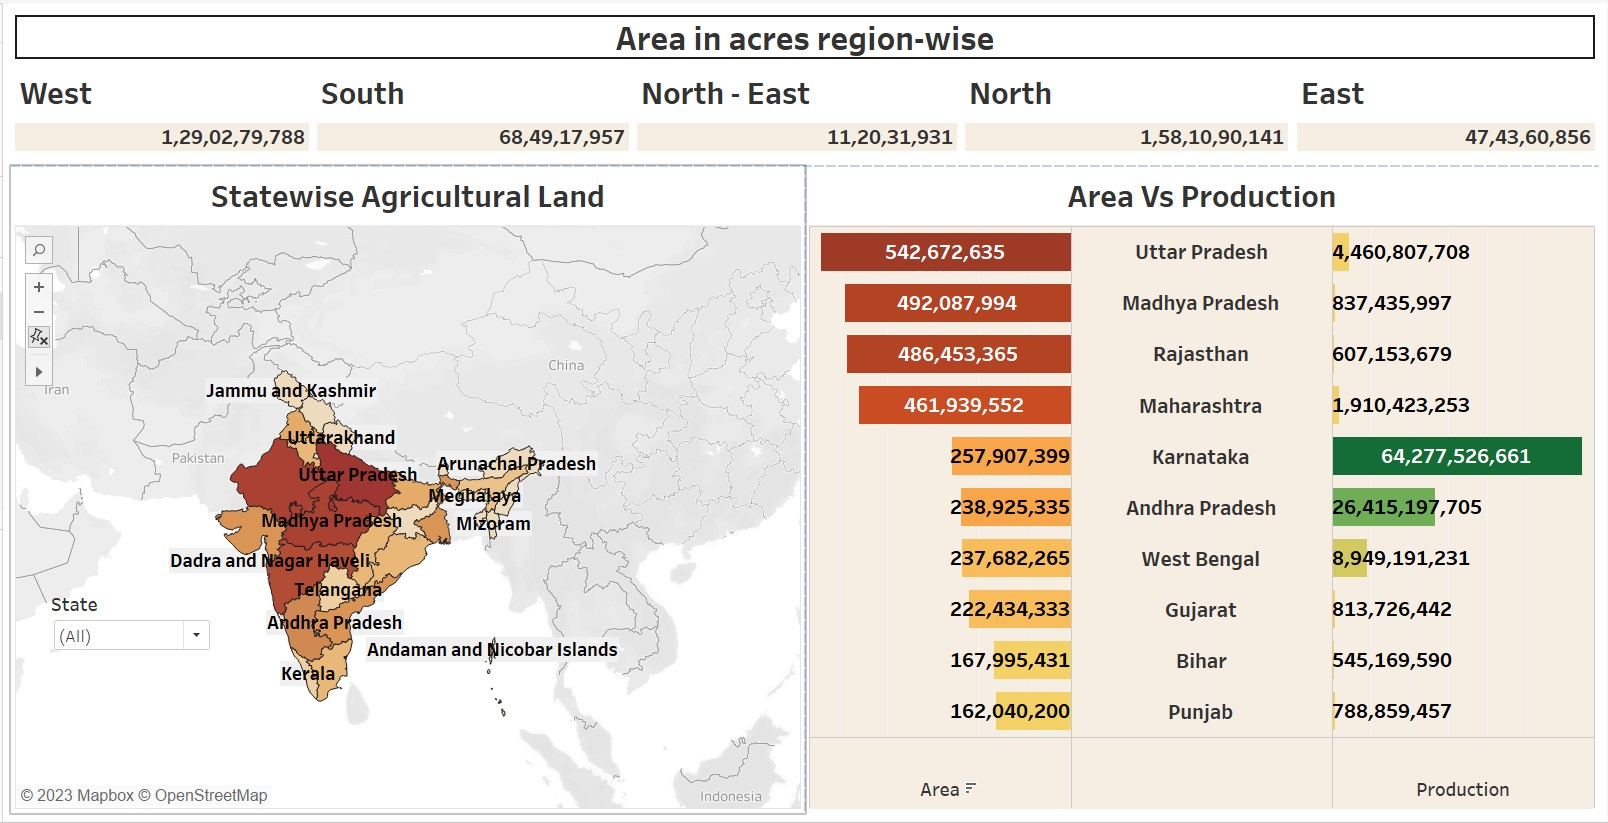 Area in acres region-wise
West South North - East North East
1,29,02,79,788 68,49,17,957 11,20,31,931 1,58,10,90,141 47,43,60,856
Statewise Agricultural Land
Iran
China
Jammu and Kashmir
Uttarakhand
Pakistan
Arunachal Pradesh
Uttar Pradesh
Meghalaya
Madhya Pradesh
Mizoram
Dadra and Nagar Haveli
Telangana
State
Andhra Pradesh
(All)
Andaman and Nicobar Islands
Kerala
© 2023 Mapbox © OpenStreetMap
Indonesia
Area Vs Production
542,672,635 Uttar Pradesh 4,460,807,708
492,087,994 Madhya Pradesh 837,435,997
486,453,365 Rajasthan 607,153,679
461,939,552 Maharashtra 1,910,423,253
257,907,399 Karnataka 64,277,526,661
238,925,335 Andhra Pradesh 26,415,197,705
237,682,265 West Bengal 8,949,191,231
222,434,333 Gujarat 813,726,442
167,995,431 Bihar 545,169,590
162,040,200 Punjab 788,859,457
Area Production